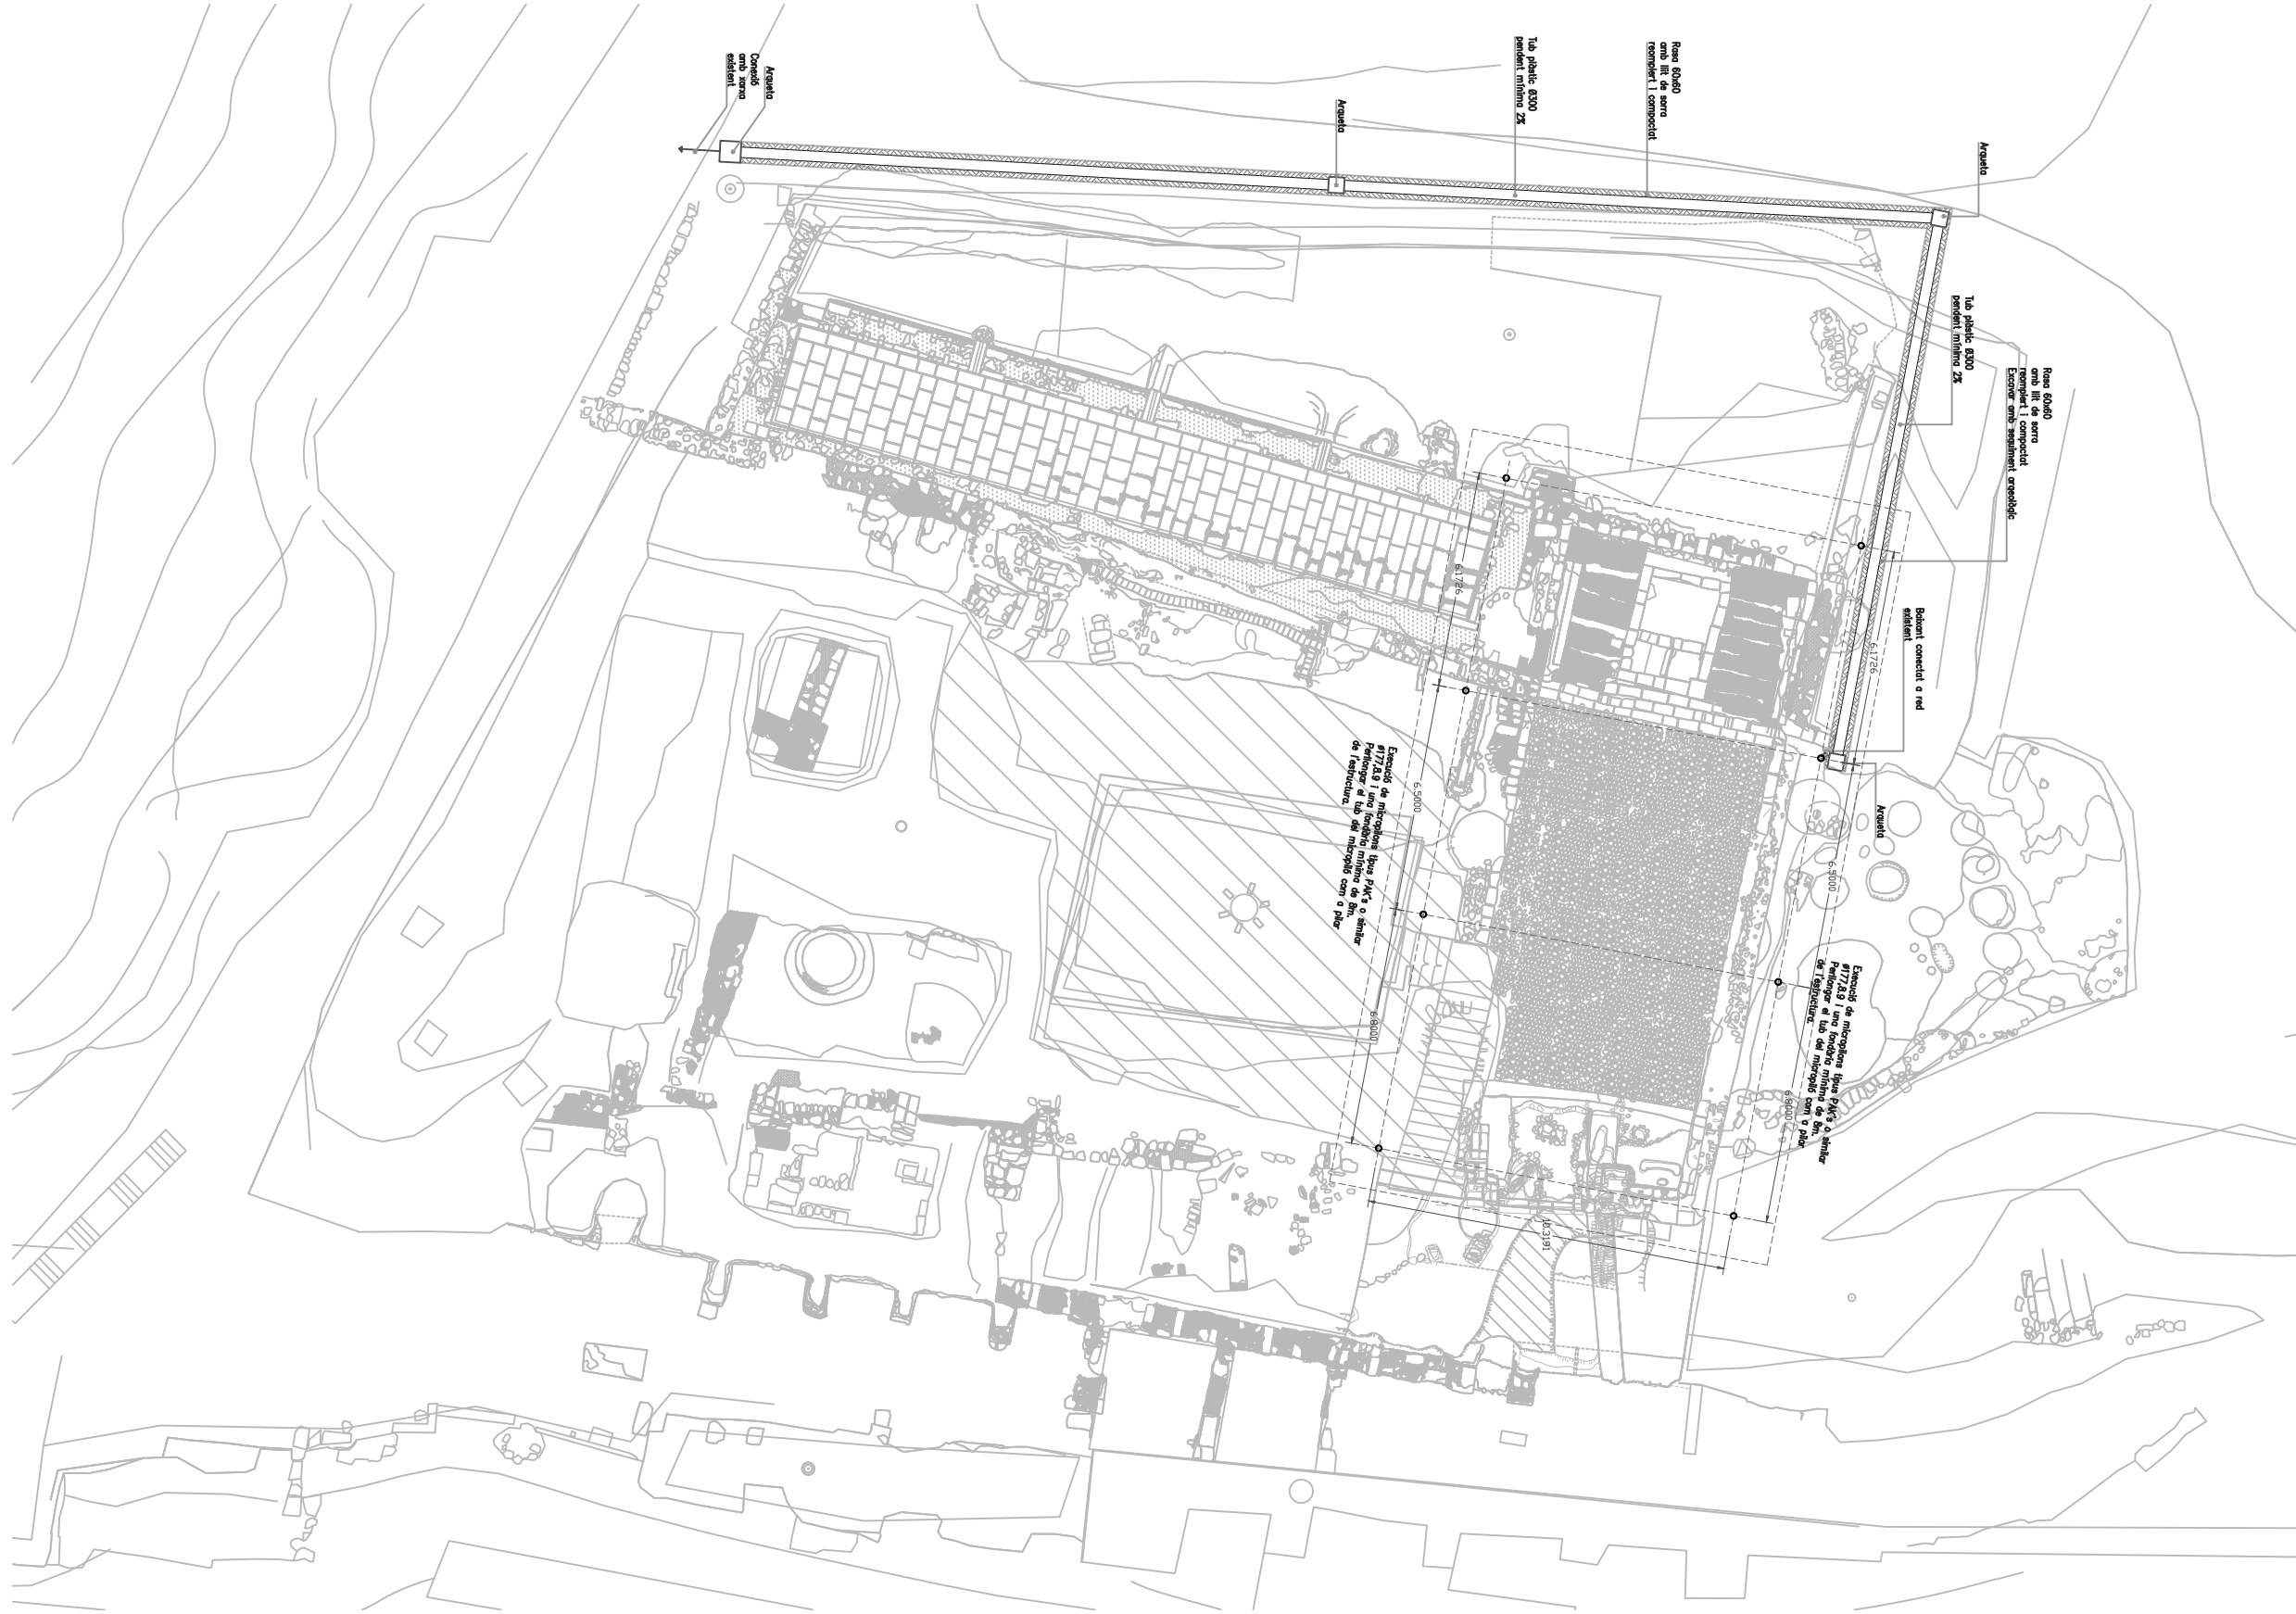 Arqueta
Conexió
amb xarxa
existent
Arqueta
Tub plàstic Ø300
pendent mínima 2%
Rasa 60x60
amb llit de sorra
reomplert i compactat
Arqueta
Tub plàstic Ø300
pendent mínima 2%
Rasa 60x60
amb llit de sorra
reomplert i compactat
Excavar amb seguiment arqeològic
Baixant conectat a red
existent
Arqueta
6.1726
6.1726
6.5000
6.5000
6.8000
6.8000
10.3191
Execució de micropilons tipus PAK's o similar
Ø177,8.9 i una fondària mínima de 8m.
Perllongar el tub del micropiló com a pilar
de l'estructura.
Execució de micropilons tipus PAK's o similar
Ø177,8.9 i una fondària mínima de 8m.
Perllongar el tub del micropiló com a pilar
de l'estructura.